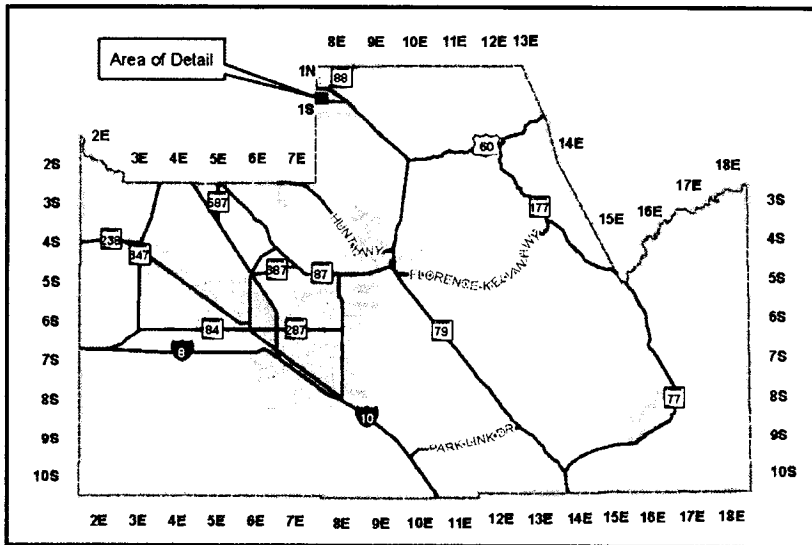 8E 9E 10E 11E 12E 13E
Area of Detail
1N
88
1S
2E
60
14E
3E 4E 5E 6E 7E
2S
18E
17E
3S
587
177
16E
3S
15E
HUNT HWY
4S
238
347
4S
387
87
FLORENCE-KELVIN HWY
5S
5S
6S
84
287
79
6S
7S
8
7S
8S
77
8S
10
9S
PARK LINK DR
9S
10S
10S
2E 3E 4E 5E 6E 7E 8E 9E 10E 11E 12E 13E 14E 15E 16E 17E 18E